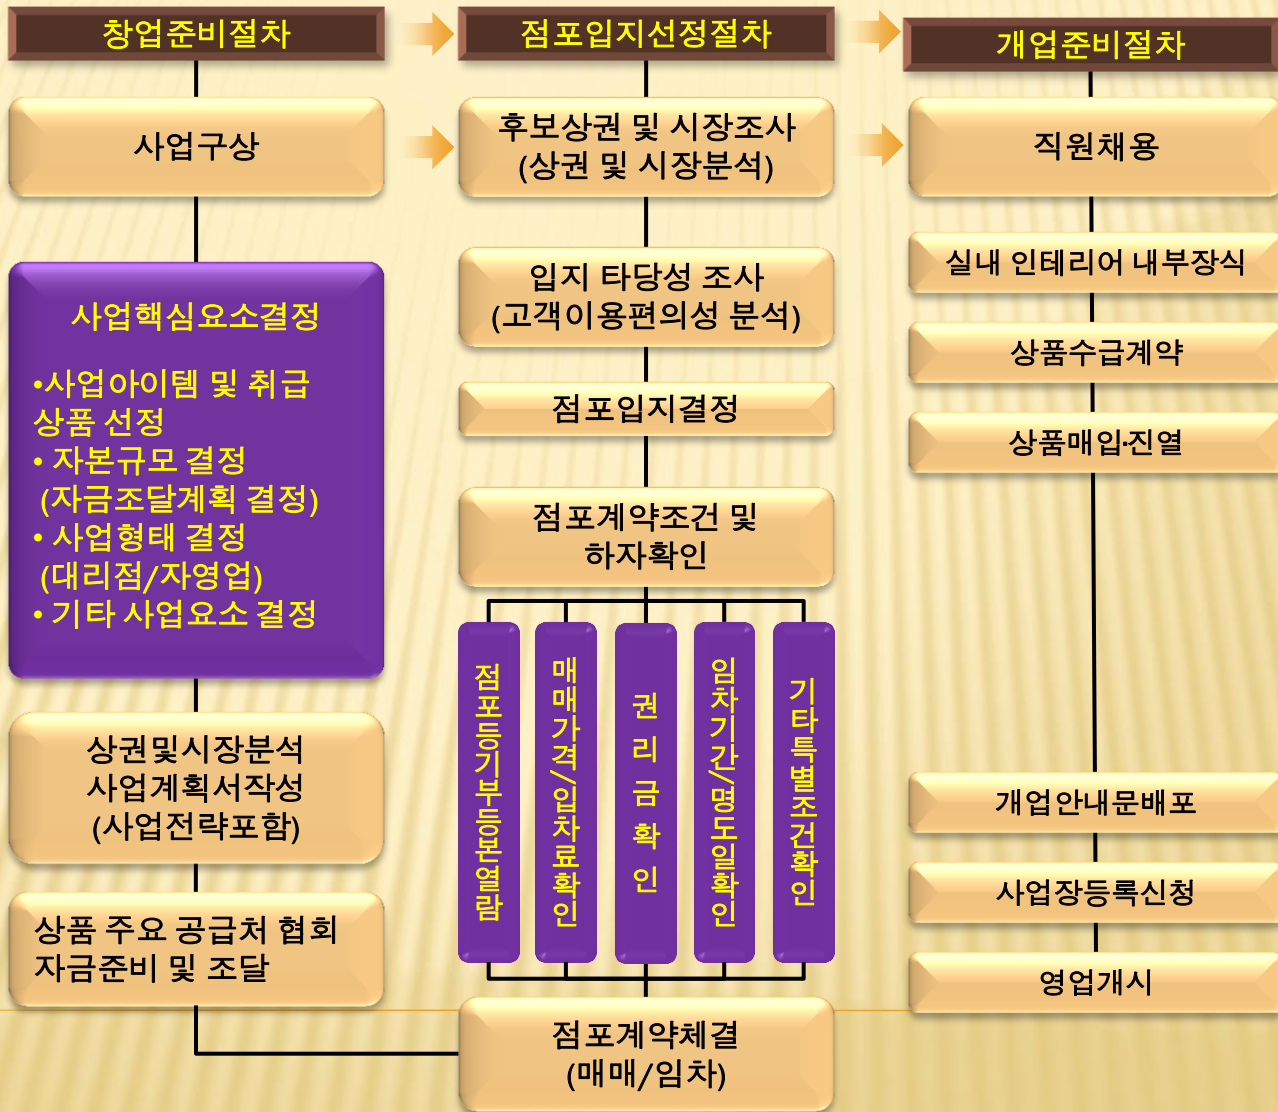 창업준비절차
사업구상
사업핵심요소결정
•사업아이템 및 취급
상품 선정
• 자본규모 결정
(자금조달계획 결정)
• 사업형태 결정
(대리점/자영업)
• 기타 사업요소 결정
상권및시장분석
사업계획서작성
(사업전략포함)
상품 주요 공급처 협회
자금준비 및 조달
점포입지선정절차
후보상권 및 시장조사
(상권 및 시장분석)
입지 타당성 조사
(고객이용편의성 분석)
점포입지결정
점포계약조건 및
하자확인
점포등기부등본열람
매매가격/입차료확인
권리금확인
임차기간/명도일확인
기타특별조건확인
점포계약체결
(매매/임차)
개업준비절차
직원채용
실내 인테리어 내부장식
상품수급계약
상품매입·진열
개업안내문배포
사업장등록신청
영업개시